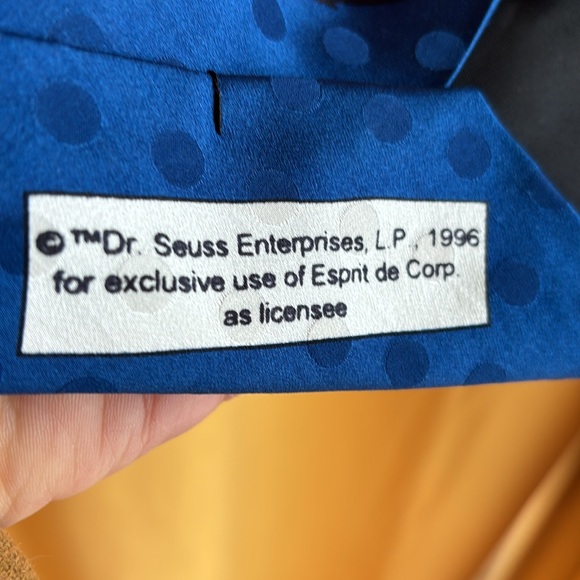 ©™Dr. Seuss Enterprises, L.P., 1996
for exclusive use of Esprit de Corp.
as licensee